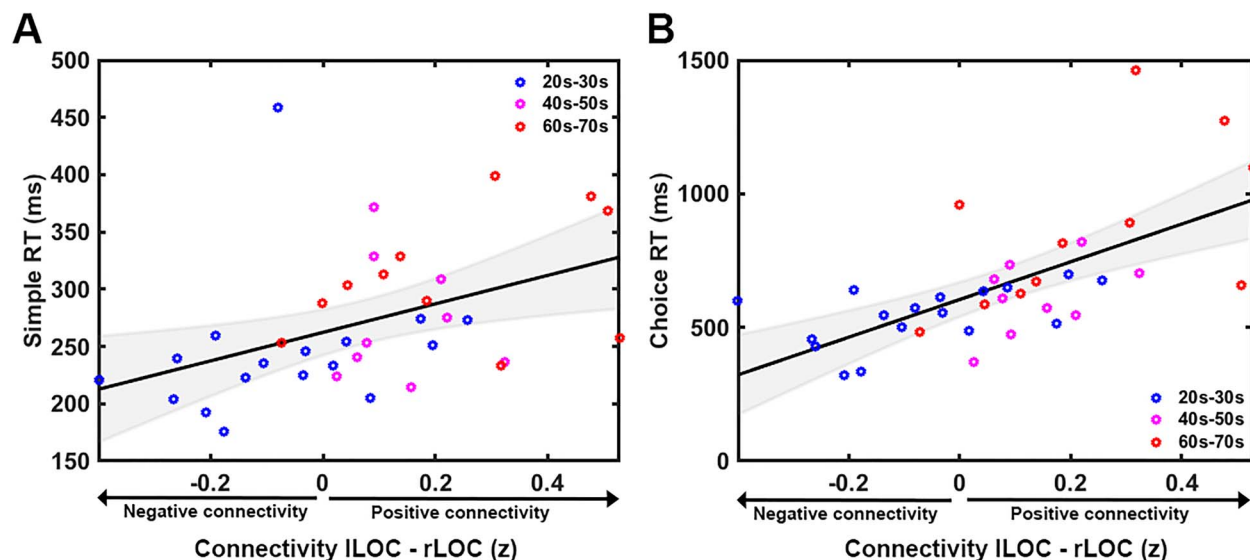 A
Simple RT (ms)
500
450
400
350
300
250
200
150
20s-30s
40s-50s
60s-70s
-0.2 0 0.2 0.4
Negative connectivity Positive connectivity
Connectivity lLOC - rLOC (z)
B
Choice RT (ms)
1500
1000
500
0
20s-30s
40s-50s
60s-70s
-0.2 0 0.2 0.4
Negative connectivity Positive connectivity
Connectivity lLOC - rLOC (z)